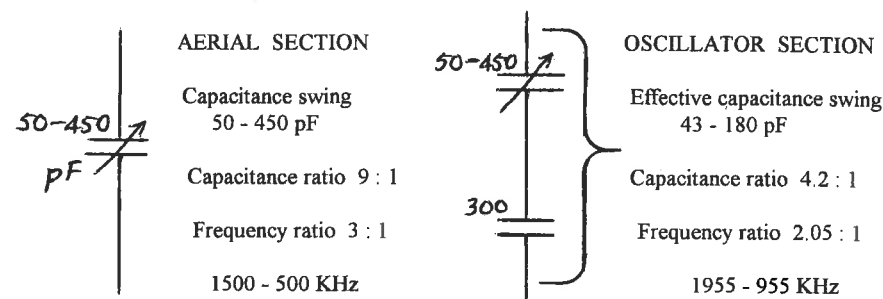 AERIAL SECTION
Capacitance swing
50 - 450 pF
50-450
pF
Capacitance ratio 9 : 1
Frequency ratio 3 : 1
1500 - 500 KHz
50-450
300
OSCILLATOR SECTION
Effective capacitance swing
43 - 180 pF
Capacitance ratio 4.2 : 1
Frequency ratio 2.05 : 1
1955 - 955 KHz